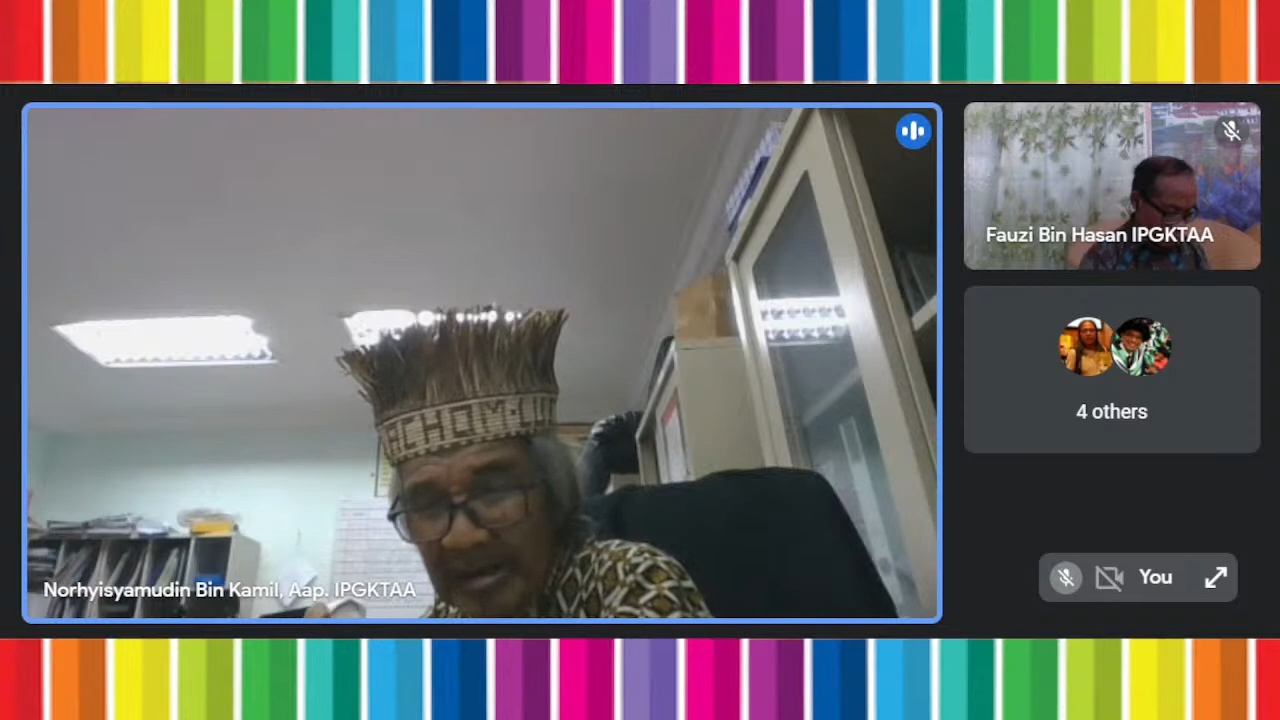 Norhyisyamudin Bin Kamil, Aap. IPGKTAA
Fauzi Bin Hasan IPGKTAA
4 others
You